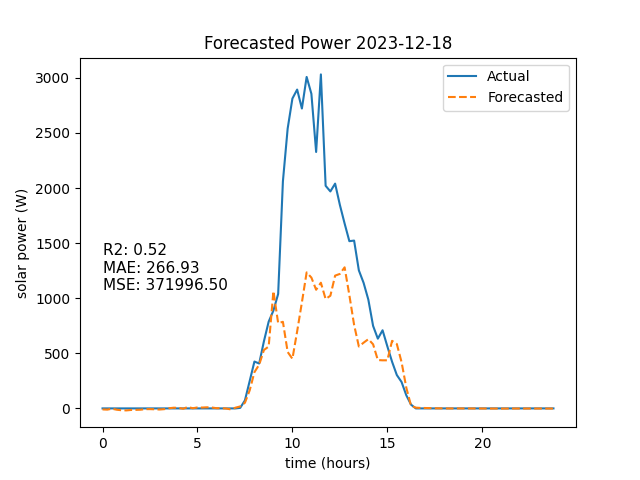 Forecasted Power 2023-12-18
Actual
Forecasted
R2: 0.52
MAE: 266.93
MSE: 371996.50
solar power (W)
3000
2500
2000
1500
1000
500
0
0 5 10 15 20
time (hours)